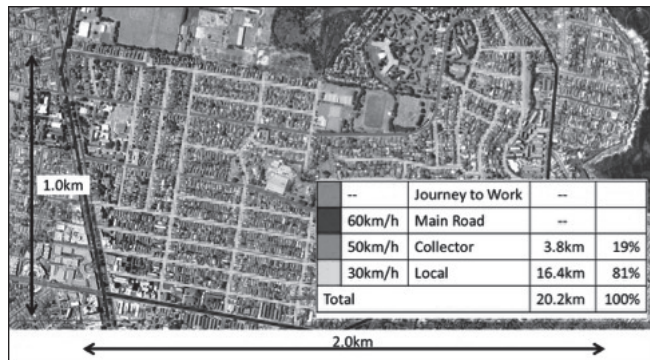 1.0km
-- Journey to Work --
60km/h Main Road --
50km/h Collector 3.8km 19%
30km/h Local 16.4km 81%
Total 20.2km 100%
2.0km